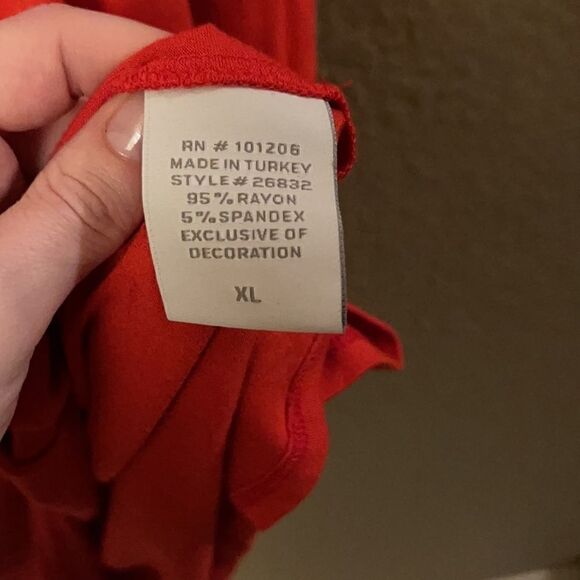 RN # 101206
MADE IN TURKEY
STYLE# 26832
95% RAYON
5% SPANDEX
EXCLUSIVE OF
DECORATION
XL